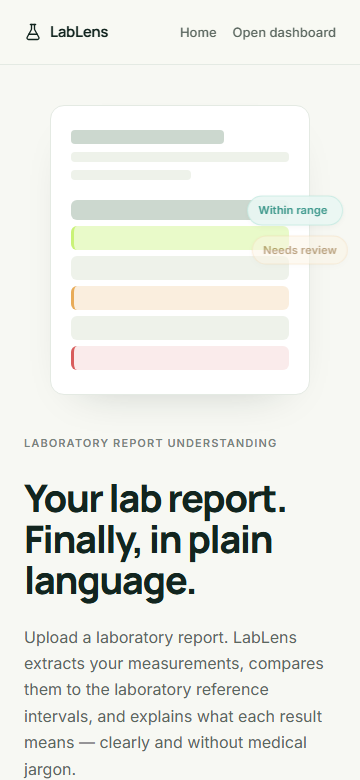 LabLens
Home
Open dashboard
Within range
Needs review
LABORATORY REPORT UNDERSTANDING
Your lab report.
Finally, in plain
language.
Upload a laboratory report. LabLens
extracts your measurements, compares
them to the laboratory reference
intervals, and explains what each result
means — clearly and without medical
jargon.